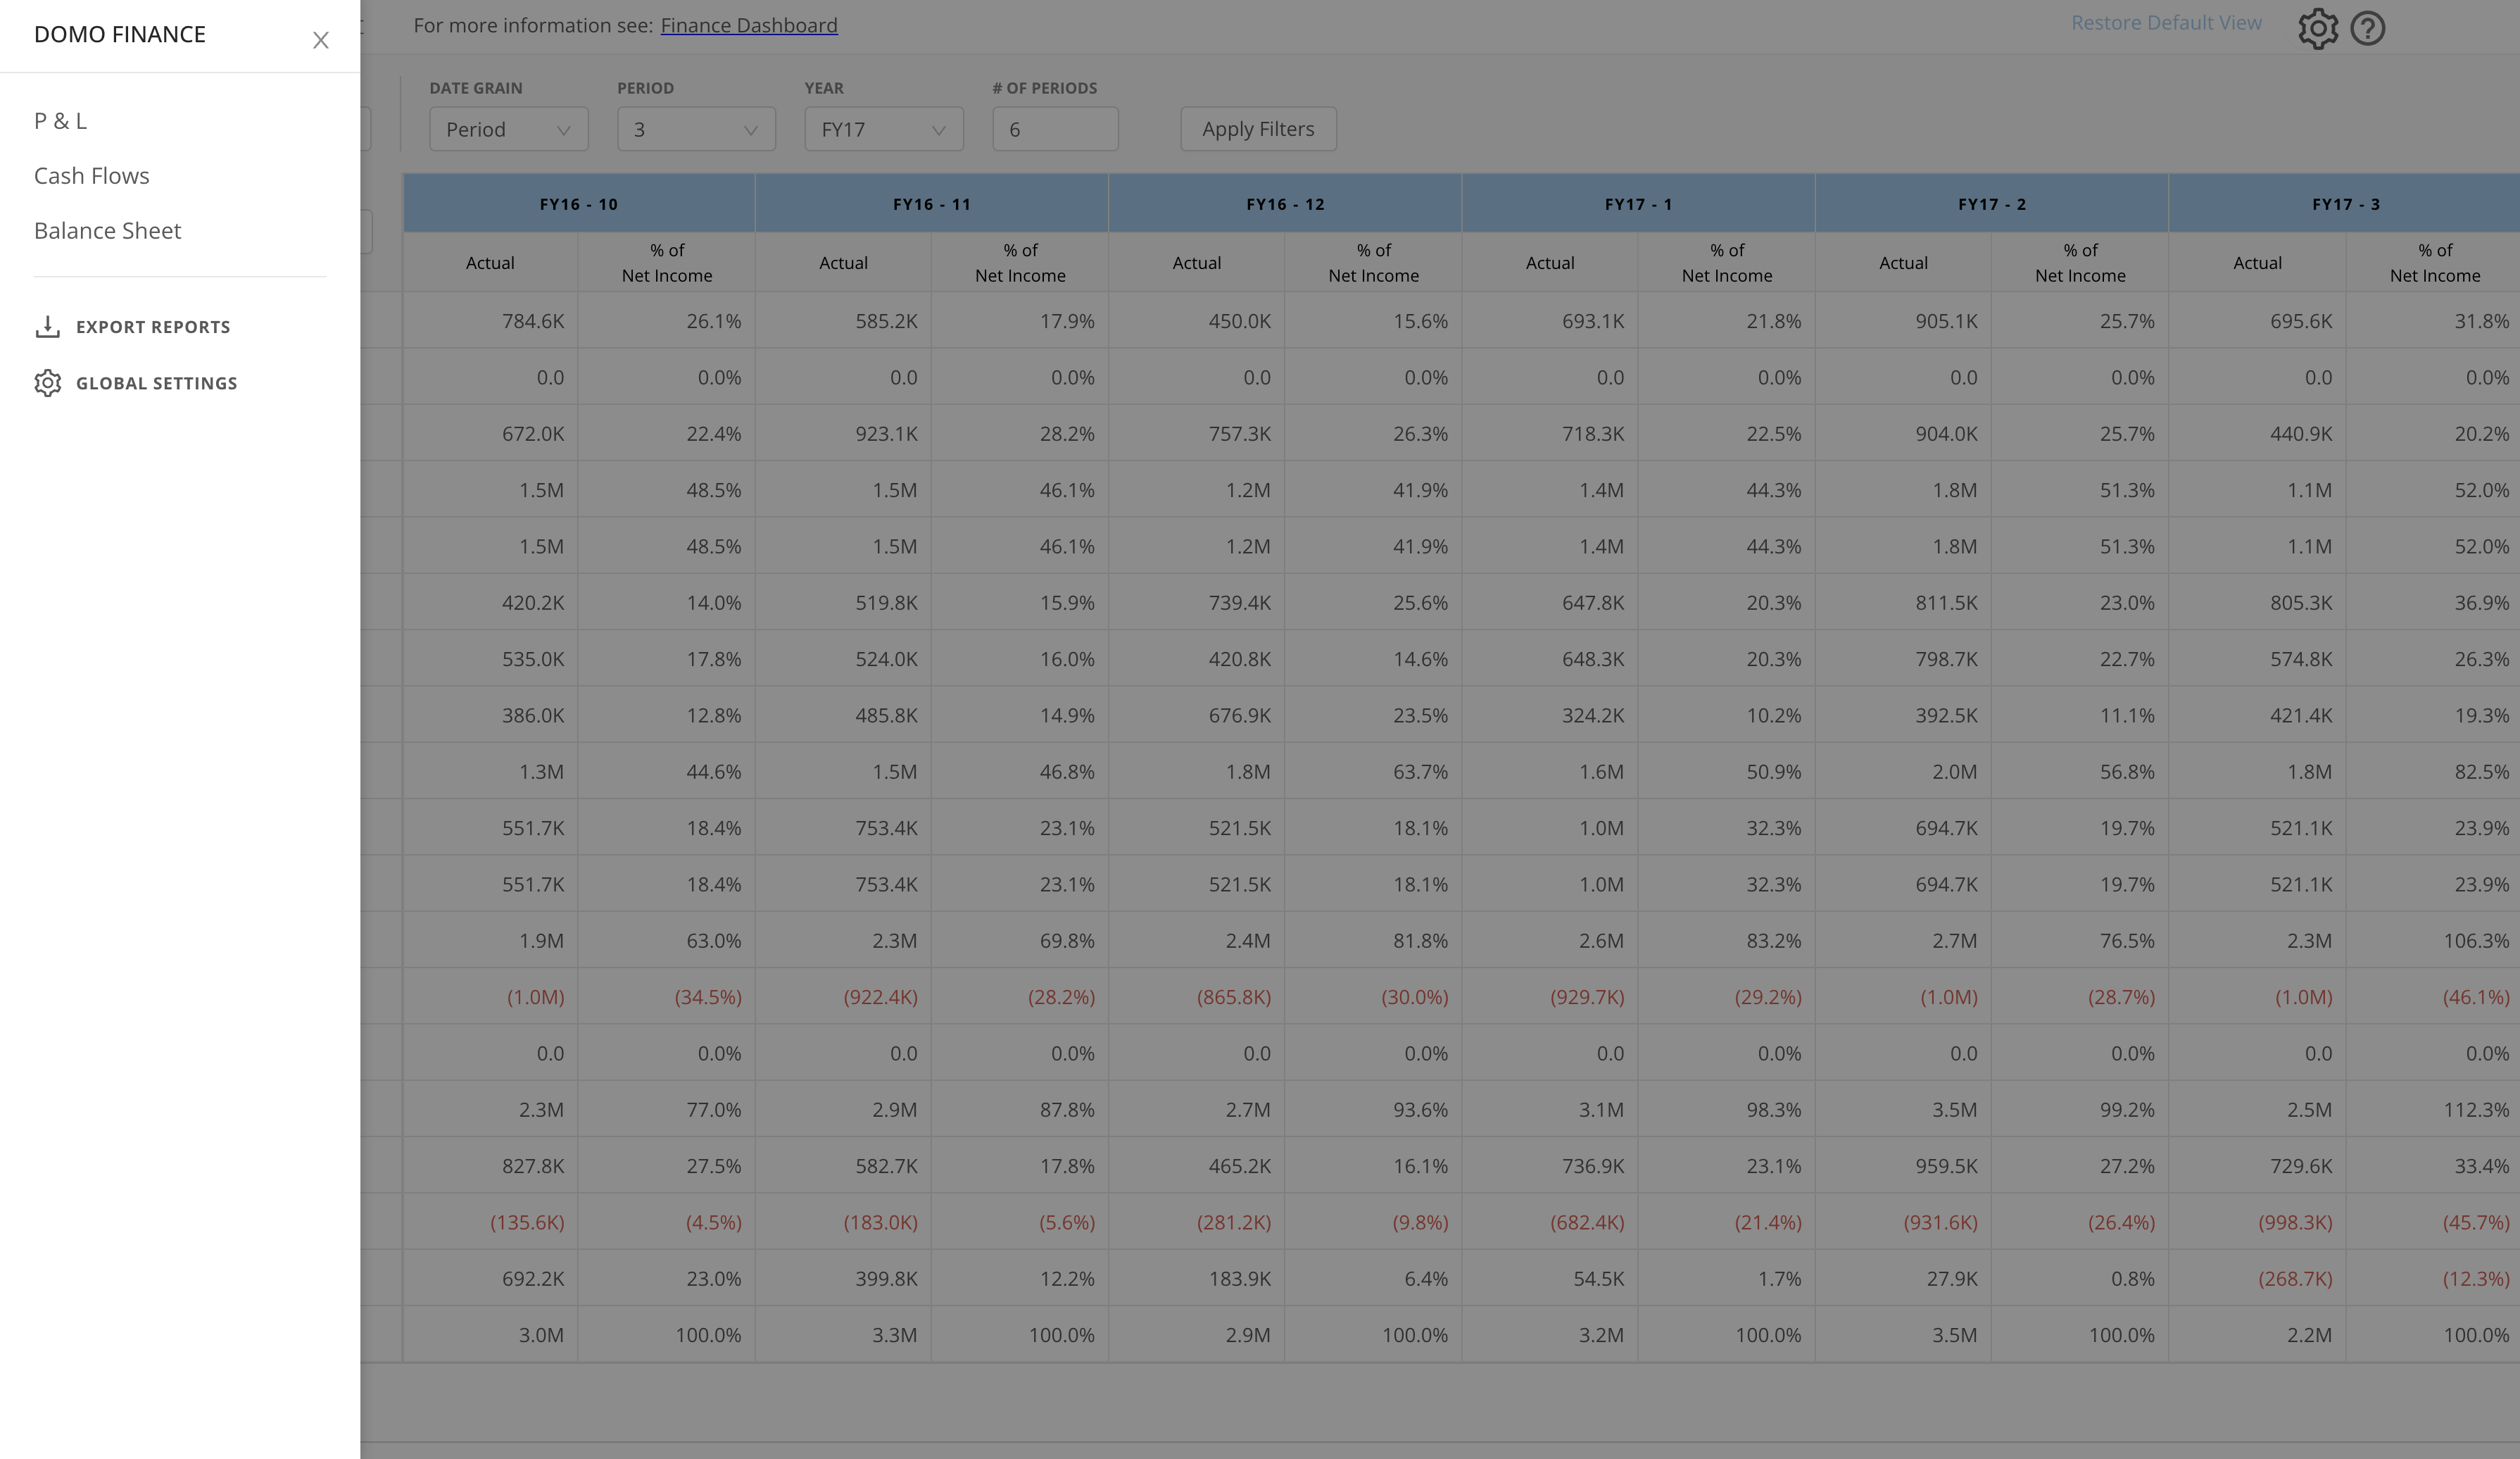 DOMO FINANCE
X
P & L
Cash Flows
Balance Sheet
EXPORT REPORTS
GLOBAL SETTINGS
For more information see: Finance Dashboard
Restore Default View
?
DATE GRAIN PERIOD YEAR # OF PERIODS
Period 3 FY17 6 Apply Filters
FY16 - 10 FY16 - 11 FY16 - 12 FY17 - 1 FY17 - 2 FY17 - 3
Actual % of Net Income Actual % of Net Income Actual % of Net Income Actual % of Net Income Actual % of Net Income Actual % of Net Income
784.6K 26.1% 585.2K 17.9% 450.0K 15.6% 693.1K 21.8% 905.1K 25.7% 695.6K 31.8%
0.0 0.0% 0.0 0.0% 0.0 0.0% 0.0 0.0% 0.0 0.0% 0.0 0.0%
672.0K 22.4% 923.1K 28.2% 757.3K 26.3% 718.3K 22.5% 904.0K 25.7% 440.9K 20.2%
1.5M 48.5% 1.5M 46.1% 1.2M 41.9% 1.4M 44.3% 1.8M 51.3% 1.1M 52.0%
1.5M 48.5% 1.5M 46.1% 1.2M 41.9% 1.4M 44.3% 1.8M 51.3% 1.1M 52.0%
420.2K 14.0% 519.8K 15.9% 739.4K 25.6% 647.8K 20.3% 811.5K 23.0% 805.3K 36.9%
535.0K 17.8% 524.0K 16.0% 420.8K 14.6% 648.3K 20.3% 798.7K 22.7% 574.8K 26.3%
386.0K 12.8% 485.8K 14.9% 676.9K 23.5% 324.2K 10.2% 392.5K 11.1% 421.4K 19.3%
1.3M 44.6% 1.5M 46.8% 1.8M 63.7% 1.6M 50.9% 2.0M 56.8% 1.8M 82.5%
551.7K 18.4% 753.4K 23.1% 521.5K 18.1% 1.0M 32.3% 694.7K 19.7% 521.1K 23.9%
551.7K 18.4% 753.4K 23.1% 521.5K 18.1% 1.0M 32.3% 694.7K 19.7% 521.1K 23.9%
1.9M 63.0% 2.3M 69.8% 2.4M 81.8% 2.6M 83.2% 2.7M 76.5% 2.3M 106.3%
(1.0M) (34.5%) (922.4K) (28.2%) (865.8K) (30.0%) (929.7K) (29.2%) (1.0M) (28.7%) (1.0M) (46.1%)
0.0 0.0% 0.0 0.0% 0.0 0.0% 0.0 0.0% 0.0 0.0% 0.0 0.0%
2.3M 77.0% 2.9M 87.8% 2.7M 93.6% 3.1M 98.3% 3.5M 99.2% 2.5M 112.3%
827.8K 27.5% 582.7K 17.8% 465.2K 16.1% 736.9K 23.1% 959.5K 27.2% 729.6K 33.4%
(135.6K) (4.5%) (183.0K) (5.6%) (281.2K) (9.8%) (682.4K) (21.4%) (931.6K) (26.4%) (998.3K) (45.7%)
692.2K 23.0% 399.8K 12.2% 183.9K 6.4% 54.5K 1.7% 27.9K 0.8% (268.7K) (12.3%)
3.0M 100.0% 3.3M 100.0% 2.9M 100.0% 3.2M 100.0% 3.5M 100.0% 2.2M 100.0%